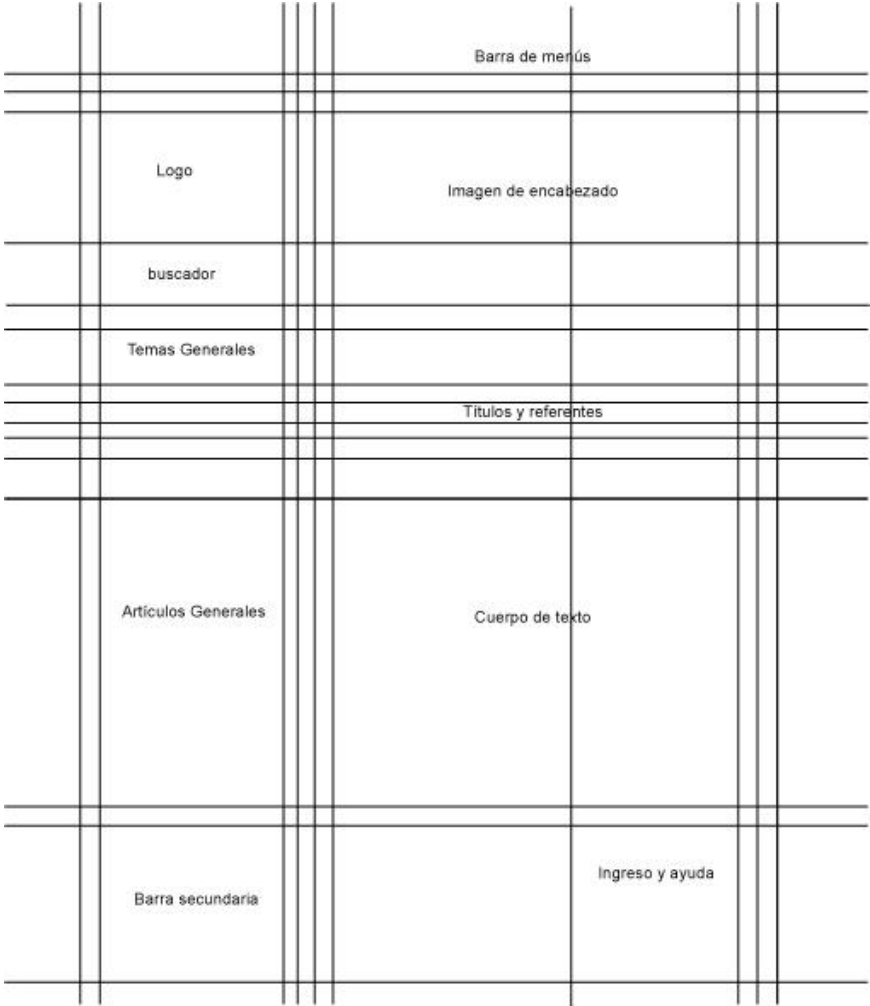 Barra de menús
Logo
Imagen de encabezado
buscador
Temas Generales
Títulos y referentes
Artículos Generales
Cuerpo de texto
Ingreso y ayuda
Barra secundaria